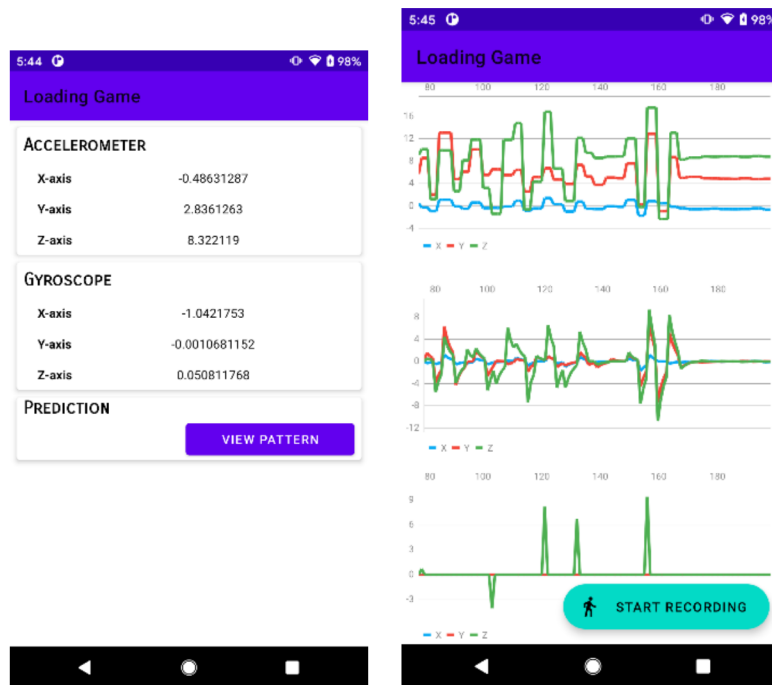 5:44 98%
Loading Game
ACCELEROMETER
X-axis -0.48631287
Y-axis 2.8361263
Z-axis 8.322119
GYROSCOPE
X-axis -1.0421753
Y-axis -0.0010681152
Z-axis 0.050811768
PREDICTION
VIEW PATTERN
5:45 98%
Loading Game
80 100 120 140 160 180
16
12
8
4
0
-4
X Y Z
80 100 120 140 160 180
8
4
0
-4
-8
-12
X Y Z
80 100 120 140 160 180
9
6
3
0
-3
START RECORDING
X Y Z